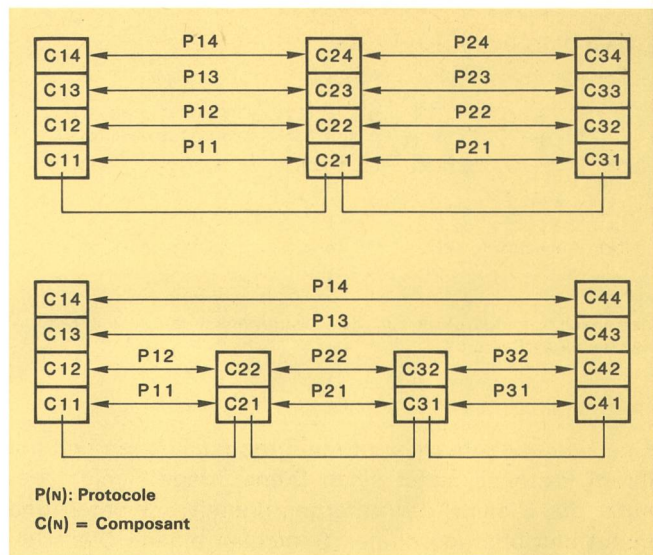 P14 P24
C14 C24 C34
P13 P23
C13 C23 C33
P12 P22
C12 C22 C32
P11 P21
C11 C21 C31
P14
C14 C44
P13
C13 C43
P12 P22 P32
C12 C22 C32 C42
P11 P21 P31
C11 C21 C31 C41
P(N): Protocole
C(N) = Composant